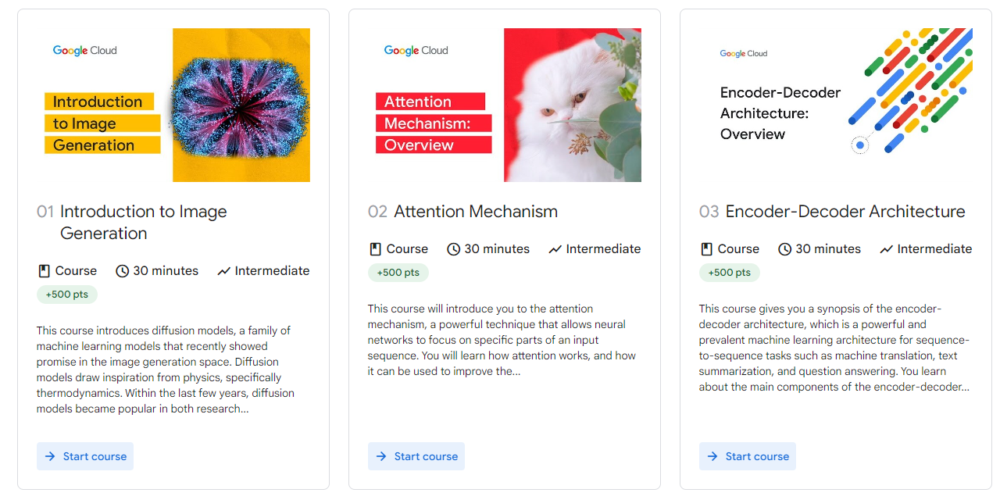 Google Cloud
Introduction
to Image
Generation
01 Introduction to Image
Generation
Course 30 minutes Intermediate
+500 pts
This course introduces diffusion models, a family of
machine learning models that recently showed
promise in the image generation space. Diffusion
models draw inspiration from physics, specifically
thermodynamics. Within the last few years, diffusion
models became popular in both research...
Start course
Google Cloud
Attention
Mechanism:
Overview
02 Attention Mechanism
Course 30 minutes Intermediate
+500 pts
This course will introduce you to the attention
mechanism, a powerful technique that allows neural
networks to focus on specific parts of an input
sequence. You will learn how attention works, and how
it can be used to improve the...
Start course
Google Cloud
Encoder-Decoder
Architecture:
Overview
03 Encoder-Decoder Architecture
Course 30 minutes Intermediate
+500 pts
This course gives you a synopsis of the encoder-
decoder architecture, which is a powerful and
prevalent machine learning architecture for sequence-
to-sequence tasks such as machine translation, text
summarization, and question answering. You learn
about the main components of the encoder-decoder...
Start course